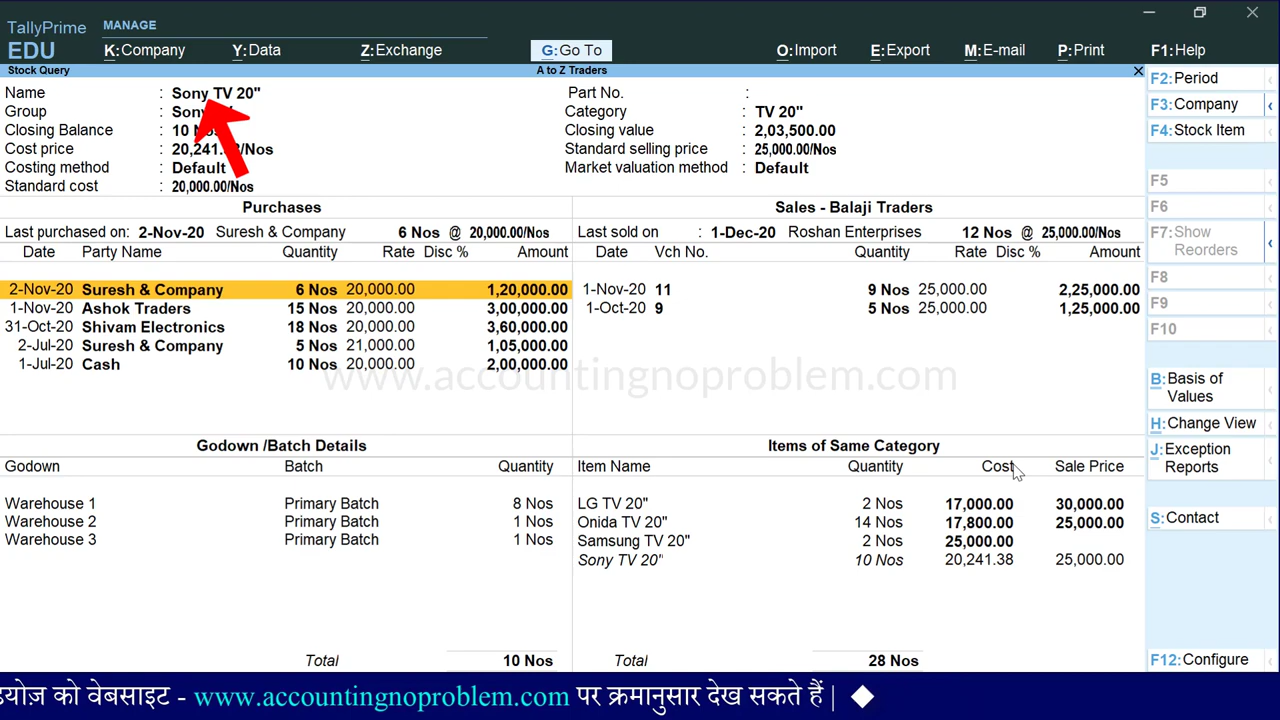 TallyPrime
EDU
MANAGE
K:Company Y:Data Z:Exchange G:Go To O:Import E:Export M:E-mail P:Print F1:Help
Stock Query A to Z Traders
Name : Sony TV 20" Part No. :
Group : Category : TV 20"
Closing Balance : 10 Closing value : 2,03,500.00
Cost price : /Nos Standard selling price : 25,000.00/Nos
Costing method : Default Market valuation method : Default
Standard cost : 20,000.00/Nos
Purchases Sales - Balaji Traders
Last purchased on: 2-Nov-20 Suresh & Company 6 Nos @ 20,000.00/Nos Last sold on : 1-Dec-20 Roshan Enterprises 12 Nos @ 25,000.00/Nos
Date Party Name Quantity Rate Disc % Amount Date Vch No. Quantity Rate Disc % Amount
2-Nov-20 Suresh & Company 6 Nos 20,000.00 1,20,000.00 1-Nov-20 11 9 Nos 25,000.00 2,25,000.00
1-Nov-20 Ashok Traders 15 Nos 20,000.00 3,00,000.00 1-Oct-20 9 5 Nos 25,000.00 1,25,000.00
31-Oct-20 Shivam Electronics 18 Nos 20,000.00 3,60,000.00
2-Jul-20 Suresh & Company 5 Nos 21,000.00 1,05,000.00
1-Jul-20 Cash 10 Nos 20,000.00 2,00,000.00
www.accountingnoproblem.com
Godown /Batch Details Items of Same Category
Godown Batch Quantity Item Name Quantity Cost Sale Price
Warehouse 1 Primary Batch 8 Nos LG TV 20" 2 Nos 17,000.00 30,000.00
Warehouse 2 Primary Batch 1 Nos Onida TV 20" 14 Nos 17,800.00 25,000.00
Warehouse 3 Primary Batch 1 Nos Samsung TV 20" 2 Nos 25,000.00
Sony TV 20" 10 Nos 20,241.38 25,000.00
Total 10 Nos Total 28 Nos
F2:Period
F3:Company
F4:Stock Item
F5
F6
F7:Show
Reorders
F8
F9
F10
B:Basis of
Values
H:Change View
J:Exception
Reports
S:Contact
F12:Configure
को वेबसाइट - www.accountingnoproblem.com पर क्रमानुसार देख सकते हैं |